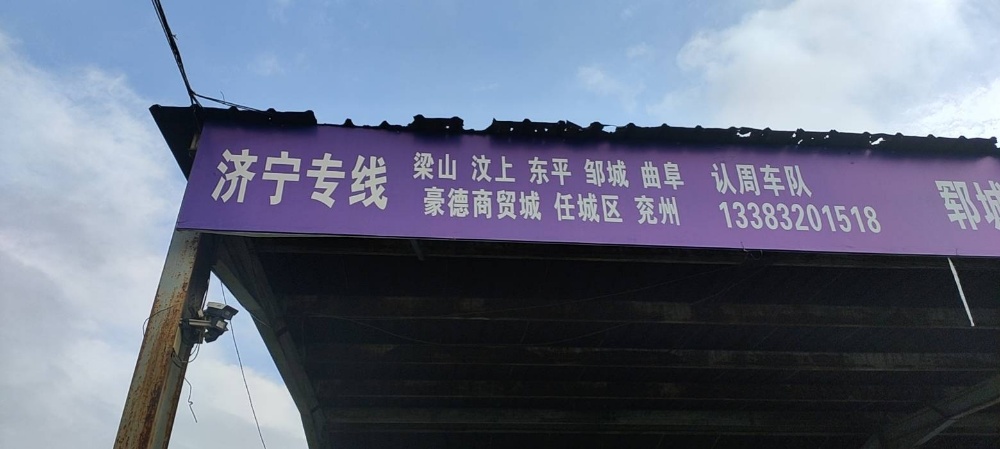 济宁专线
梁山 汶上 东平 邹城 曲阜
豪德商贸城 任城区 兖州
认周车队
13383201518
郓城